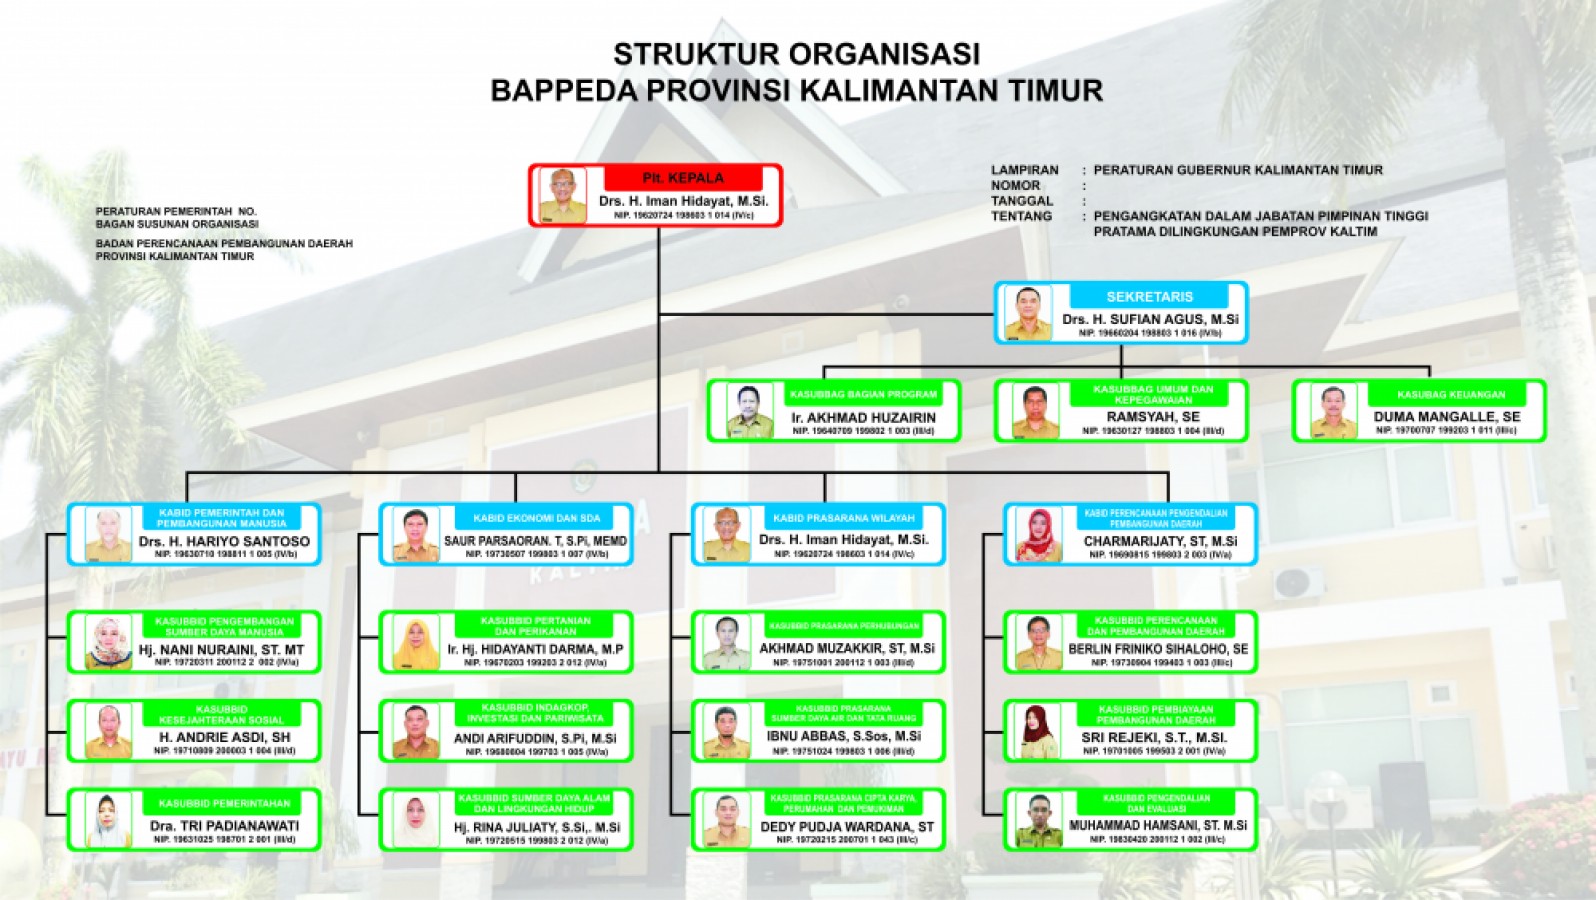 STRUKTUR ORGANISASI
BAPPEDA PROVINSI KALIMANTAN TIMUR
PERATURAN PEMERINTAH NO.
BAGAN SUSUNAN ORGANISASI
BADAN PERENCANAAN PEMBANGUNAN DAERAH
PROVINSI KALIMANTAN TIMUR
Plt. KEPALA
Drs. H. Iman Hidayat, M.Si.
NIP. 19620724 198603 1 014 (IV/c)
LAMPIRAN : PERATURAN GUBERNUR KALIMANTAN TIMUR
NOMOR :
TANGGAL :
TENTANG : PENGANGKATAN DALAM JABATAN PIMPINAN TINGGI
PRATAMA DILINGKUNGAN PEMPROV KALTIM
SEKRETARIS
Drs. H. SUFIAN AGUS, M.Si
NIP. 19660204 198803 1 016 (IV/b)
KASUBBAG BAGIAN PROGRAM
Ir. AKHMAD HUZAIRIN
NIP. 19640709 199802 1 003 (III/d)
KASUBBAG UMUM DAN
KEPEGAWAIAN
RAMSYAH, SE
NIP. 19630127 198803 1 004 (III/d)
KASUBAG KEUANGAN
DUMA MANGALLE, SE
NIP. 19700707 199203 1 011 (III/c)
KABID PEMERINTAH DAN
PEMBANGUNAN MANUSIA
Drs. H. HARIYO SANTOSO
NIP. 19630710 198811 1 005 (IV/b)
KABID EKONOMI DAN SDA
SAUR PARSAORAN. T, S.Pi, MEMD
NIP. 19730507 199803 1 007 (IV/b)
KABID PRASARANA WILAYAH
Drs. H. Iman Hidayat, M.Si.
NIP. 19620724 198603 1 014 (IV/c)
KABID PERENCANAAN PENGENDALIAN
PEMBANGUNAN DAERAH
CHARMARIJATY, ST, M.Si
NIP. 19690815 199803 2 003 (IV/a)
KASUBBID PENGEMBANGAN
SUMBER DAYA MANUSIA
Hj. NANI NURAINI, ST. MT
NIP. 19720311 200112 2 002 (IV/a)
KASUBBID PERTANIAN
DAN PERIKANAN
Ir. Hj. HIDAYANTI DARMA, M.P
NIP. 19670203 199203 2 012 (IV/a)
KASUBBID PRASARANA PERHUBUNGAN
AKHMAD MUZAKKIR, ST, M.Si
NIP. 19751001 200112 1 003 (III/d)
KASUBBID PERENCANAAN
DAN PEMBANGUNAN DAERAH
BERLIN FRINIKO SIHALOHO, SE
NIP. 19730904 199403 1 003 (III/c)
KASUBBID
KESEJAHTERAAN SOSIAL
H. ANDRIE ASDI, SH
NIP. 19710809 200003 1 004 (III/d)
KASUBBID INDAGKOP,
INVESTASI DAN PARIWISATA
ANDI ARIFUDDIN, S.Pi, M.Si
NIP. 19680604 199703 1 005 (IV/a)
KASUBBID PRASARANA
SUMBER DAYA AIR DAN TATA RUANG
IBNU ABBAS, S.Sos, M.Si
NIP. 19751024 199803 1 006 (III/d)
KASUBBID PEMBIAYAAN
PEMBANGUNAN DAERAH
SRI REJEKI, S.T., M.SI.
NIP. 19701005 199503 2 001 (IV/a)
KASUBBID PEMERINTAHAN
Dra. TRI PADIANAWATI
NIP. 19631025 198701 2 001 (III/d)
KASUBBID SUMBER DAYA ALAM
DAN LINGKUNGAN HIDUP
Hj. RINA JULIATY, S.Si,. M.Si
NIP. 19720515 199803 2 012 (IV/a)
KASUBBID PRASARANA CIPTA KARYA,
PERUMAHAN DAN PEMUKIMAN
DEDY PUDJA WARDANA, ST
NIP. 19720215 200701 1 043 (III/c)
KASUBBID PENGENDALIAN
DAN EVALUASI
MUHAMMAD HAMSANI, ST. M.Si
NIP. 19830420 200112 1 002 (III/c)